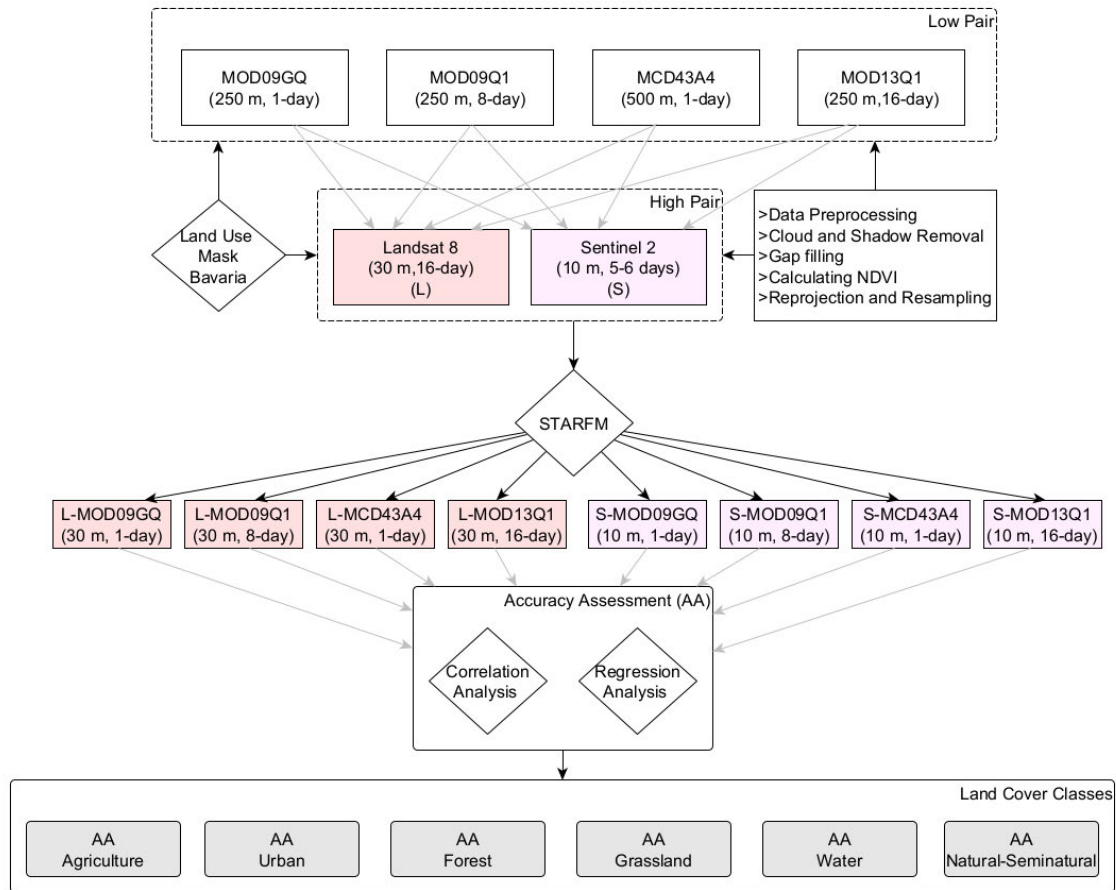 Low Pair
MOD09GQ
(250 m, 1-day)
MOD09Q1
(250 m, 8-day)
MCD43A4
(500 m, 1-day)
MOD13Q1
(250 m,16-day)
High Pair
Land Use
Mask
Bavaria
Landsat 8
(30 m,16-day)
(L)
Sentinel 2
(10 m, 5-6 days)
(S)
>Data Preprocessing
>Cloud and Shadow Removal
>Gap filling
>Calculating NDVI
>Reprojection and Resampling
STARFM
L-MOD09GQ
(30 m, 1-day)
L-MOD09Q1
(30 m, 8-day)
L-MCD43A4
(30 m, 1-day)
L-MOD13Q1
(30 m, 16-day)
S-MOD09GQ
(10 m, 1-day)
S-MOD09Q1
(10 m, 8-day)
S-MCD43A4
(10 m, 1-day)
S-MOD13Q1
(10 m, 16-day)
Accuracy Assessment (AA)
Correlation
Analysis
Regression
Analysis
Land Cover Classes
AA
Agriculture
AA
Urban
AA
Forest
AA
Grassland
AA
Water
AA
Natural-Seminatural